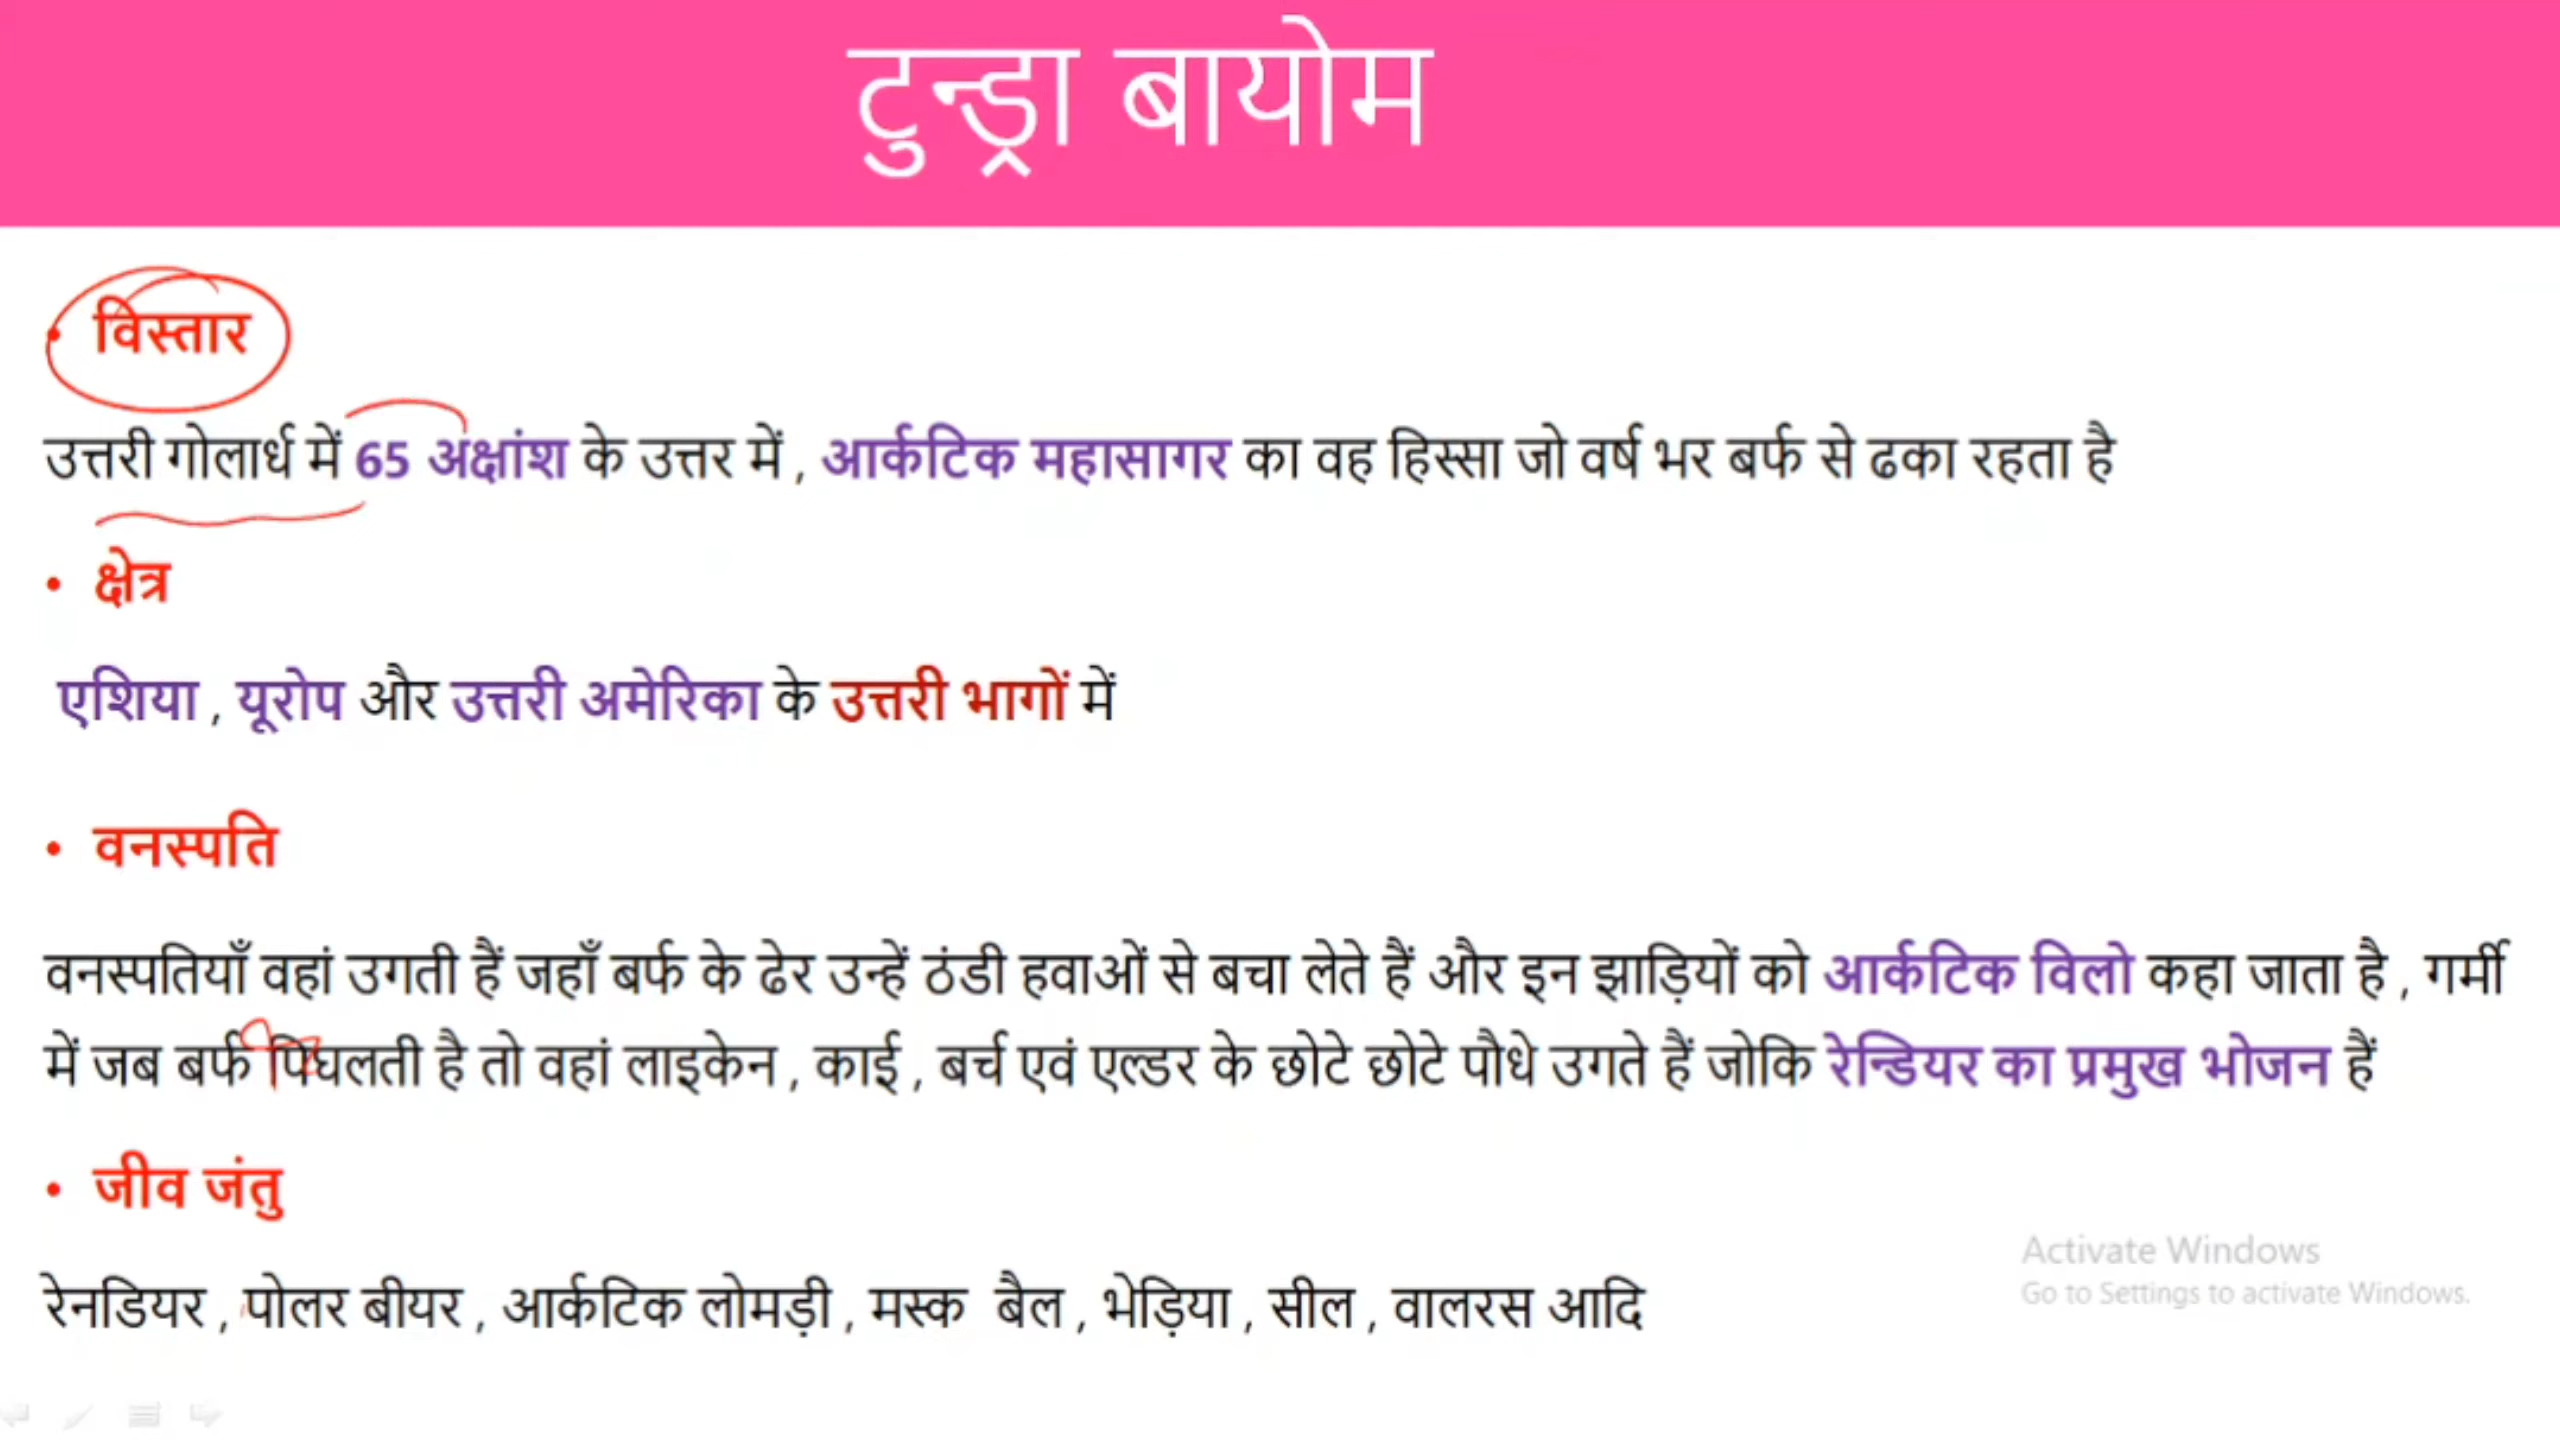 टुन्ड्रा बायोम
• विस्तार
उत्तरी गोलार्ध में 65 अंक्षांश के उत्तर में , आर्कटिक महासागर का वह हिस्सा जो वर्ष भर बर्फ से ढका रहता है
• क्षेत्र
एशिया , यूरोप और उत्तरी अमेरिका के उत्तरी भागों में
• वनस्पति
वनस्पतियाँ वहां उगती हैं जहाँ बर्फ के ढेर उन्हें ठंडी हवाओं से बचा लेते हैं और इन झाड़ियों को आर्कटिक विलो कहा जाता है , गर्मी
में जब बर्फ पिघलती है तो वहां लाइकेन , काई , बर्च एवं एल्डर के छोटे छोटे पौधे उगते हैं जोकि रेन्डियर का प्रमुख भोजन हैं
• जीव जंतु
रेनडियर , पोलर बीयर , आर्कटिक लोमड़ी , मस्क बैल , भेड़िया , सील , वालरस आदि
Activate Windows
Go to Settings to activate Windows.